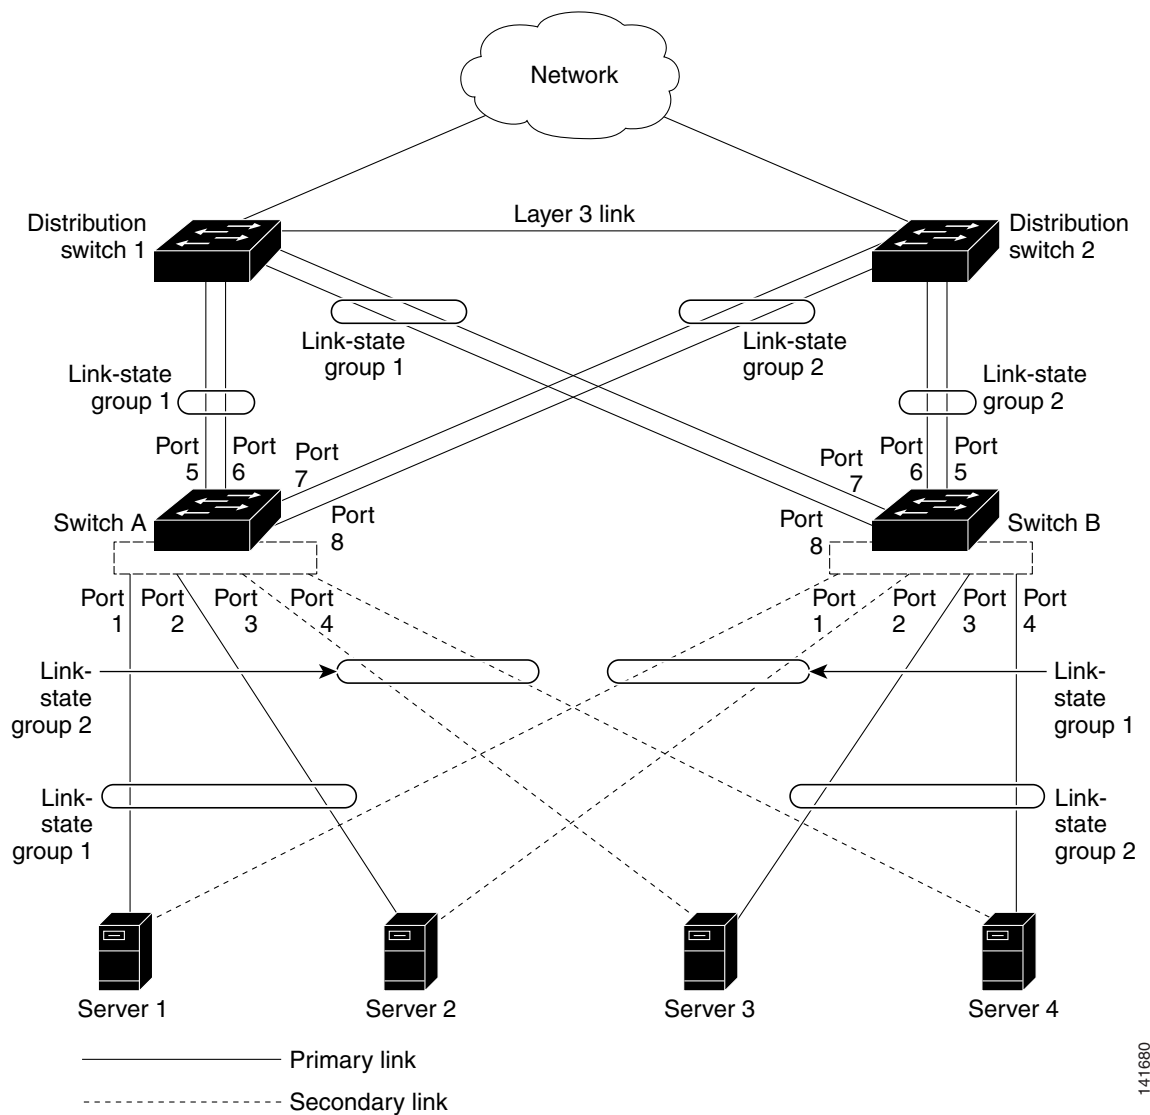 Network
Layer 3 link
Distribution
switch 1
Distribution
switch 2
Link-state
group 1
Link-state
group 2
Link-state
group 1
Link-state
group 2
Port
5
Port
6
Port
7
Port
8
Port
7
Port
6
Port
5
Port
8
Switch A
Switch B
Port
1
Port
2
Port
3
Port
4
Port
1
Port
2
Port
3
Port
4
Link-
state
group 2
Link-
state
group 1
Link-
state
group 1
Link-
state
group 2
Server 1
Server 2
Server 3
Server 4
Primary link
Secondary link
141680